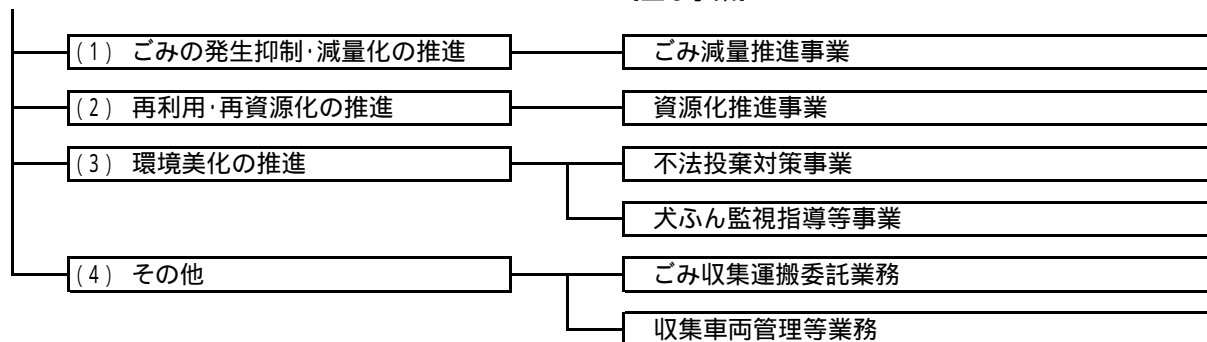 (1) ごみの発生抑制･減量化の推進 ごみ減量推進事業
(2) 再利用･再資源化の推進 資源化推進事業
(3) 環境美化の推進 不法投棄対策事業
犬ふん監視指導等事業
(4) その他 ごみ収集運搬委託業務
収集車両管理等業務